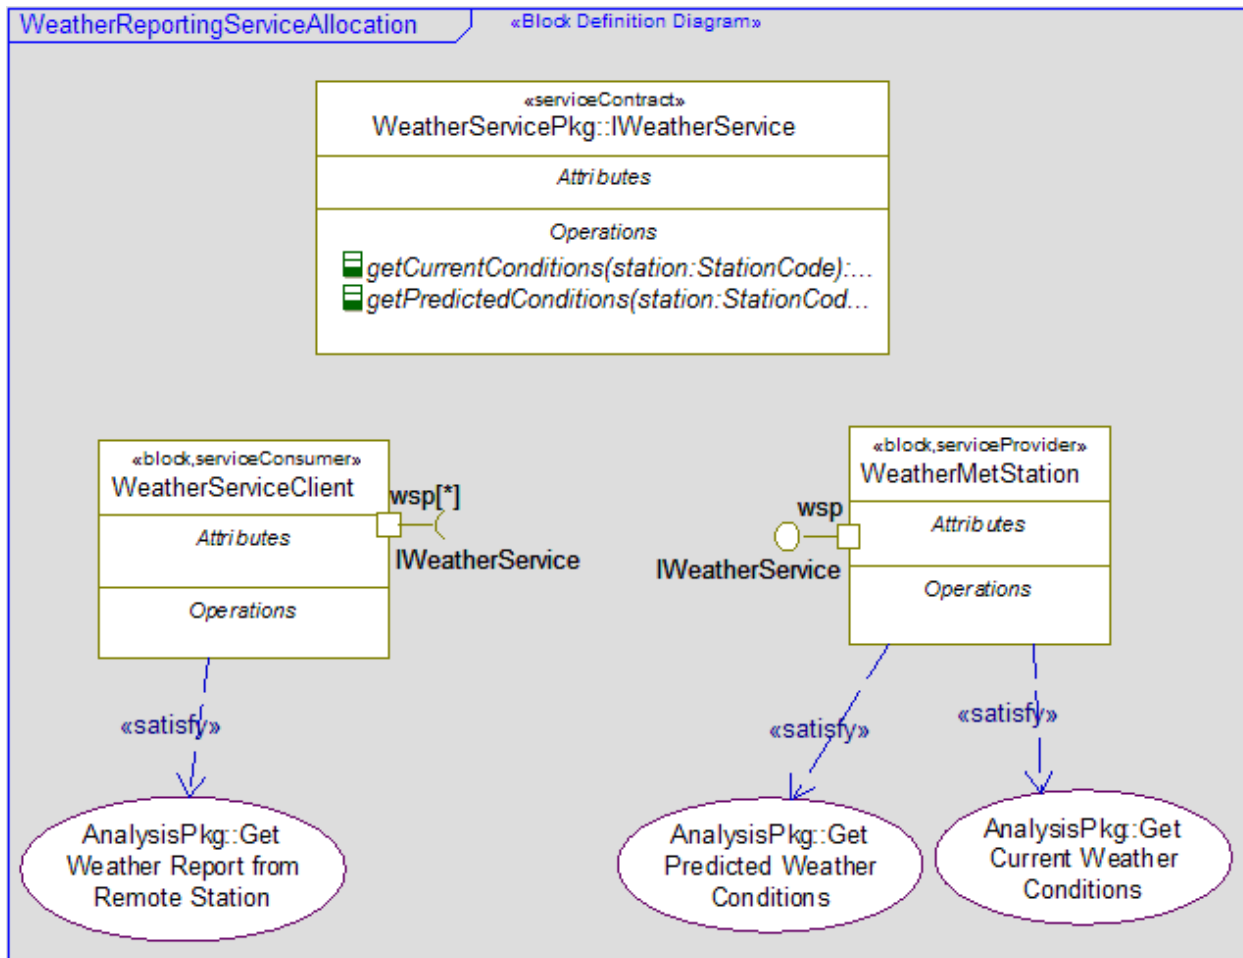 WeatherReportingServiceAllocation
«Block Definition Diagram»
«serviceContract»
WeatherServicePkg::IWeatherService
Attributes
Operations
getCurrentConditions(station:StationCode):...
getPredictedConditions(station:StationCod...
«block,serviceConsumer»
WeatherServiceClient
Attributes
Operations
wsp[*]
IWeatherService
«block,serviceProvider»
WeatherMetStation
Attributes
Operations
wsp
IWeatherService
«satisfy»
«satisfy»
«satisfy»
AnalysisPkg::Get
Weather Report from
Remote Station
AnalysisPkg::Get
Predicted Weather
Conditions
AnalysisPkg::Get
Current Weather
Conditions